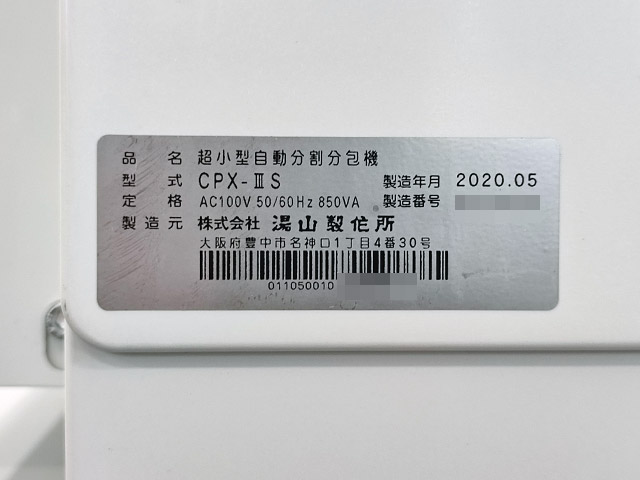 品名 超小型自動分割分包機
型式 CPX-ⅢS 製造年月 2020.05
定格 AC100V 50/60Hz 850VA 製造番号
製造元 株式会社 湯山製作所
大阪府豊中市名神口1丁目4番30号
011050010